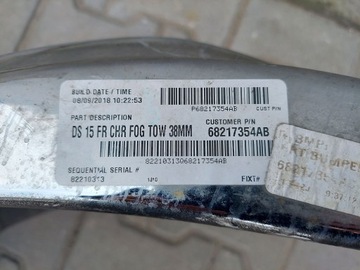 BUILD DATE / TIME
08/09/2018 10:22:53
P68217354AB CUST P/N
PART DESCRIPTION
CUSTOMER P/N
DS 15 FR CHR FOG TOW 38MM
68217354AB
82210313068217354AB
SEQUENTIAL SERIAL #
82210313
FIXT#